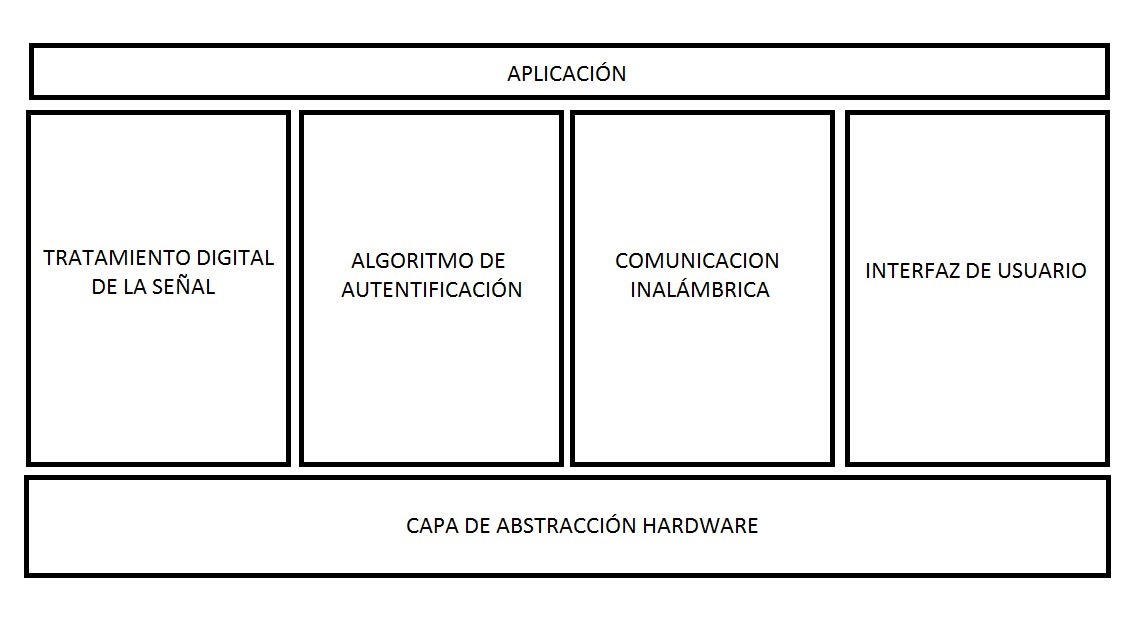 APLICACIÓN
TRATAMIENTO DIGITAL
DE LA SEÑAL
ALGORITMO DE
AUTENTIFICACIÓN
COMUNICACION
INALÁMBRICA
INTERFAZ DE USUARIO
CAPA DE ABSTRACCIÓN HARDWARE